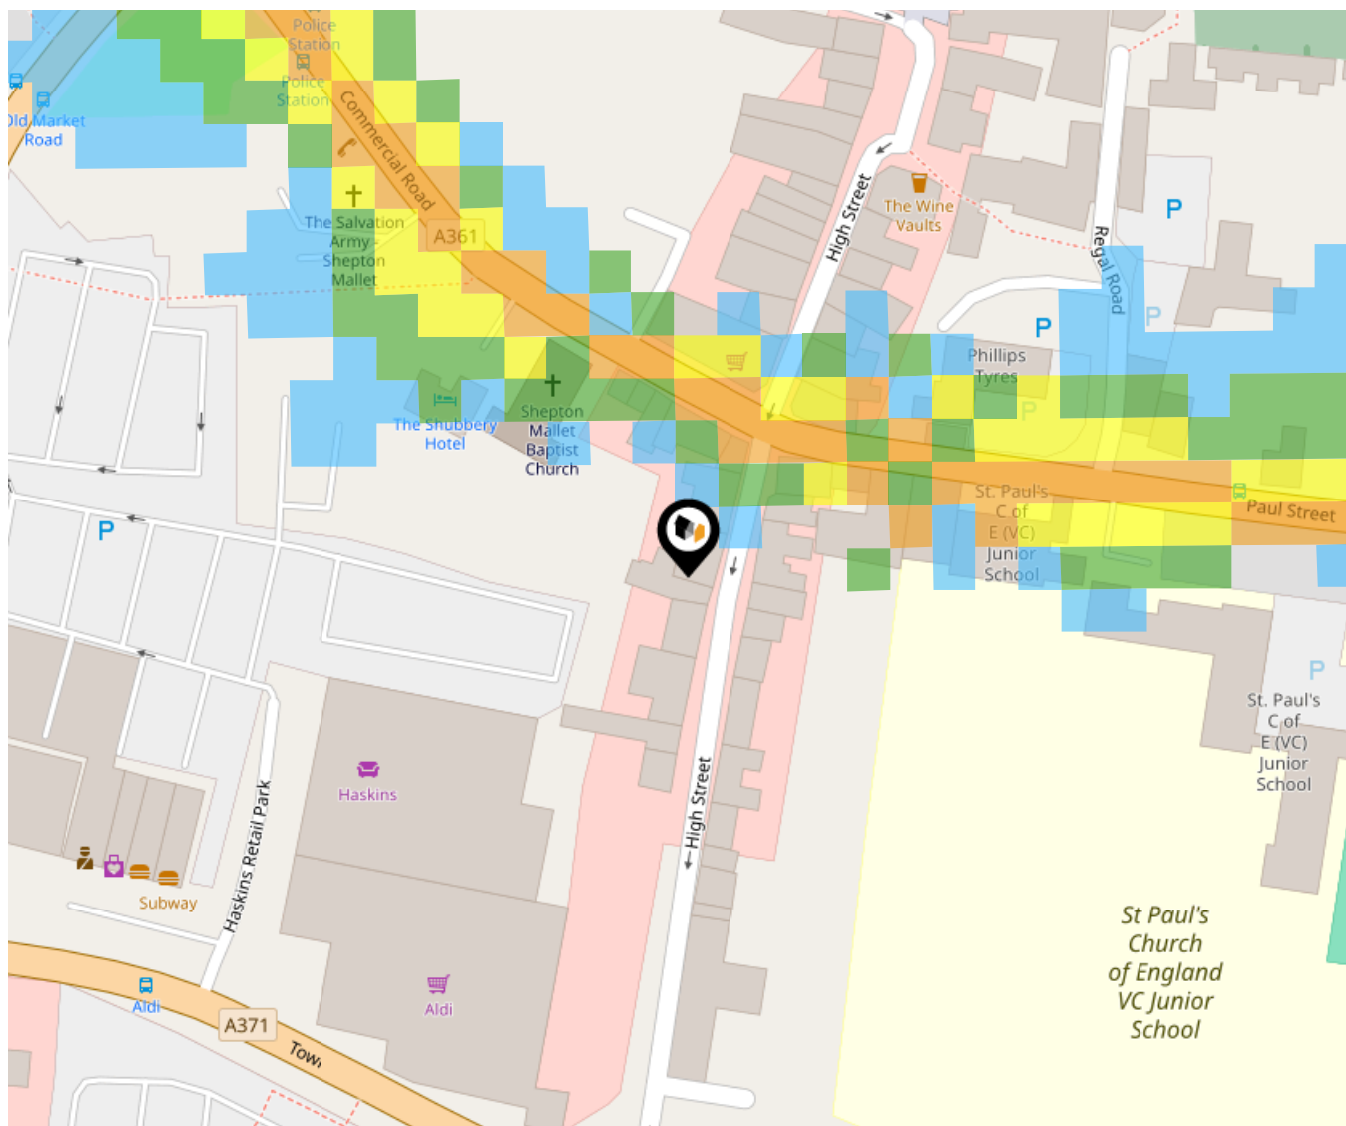 Police
Station
Police
Station
Old Market
Road
Commercial Road
The Salvation
Army -
Shepton
Mallet
A361
High Street
The Wine
Vaults
P
Regal Road
P
P
Phillips
Tyres
P
The Shubbery
Hotel
Shepton
Mallet
Baptist
Church
St. Paul's
C of
E (VC)
Junior
School
Paul Street
P
P
St. Paul's
C of
E (VC)
Junior
School
Haskins
High Street
Haskins Retail Park
Subway
Aldi
Aldi
A371
Town
St Paul's
Church
of England
VC Junior
School